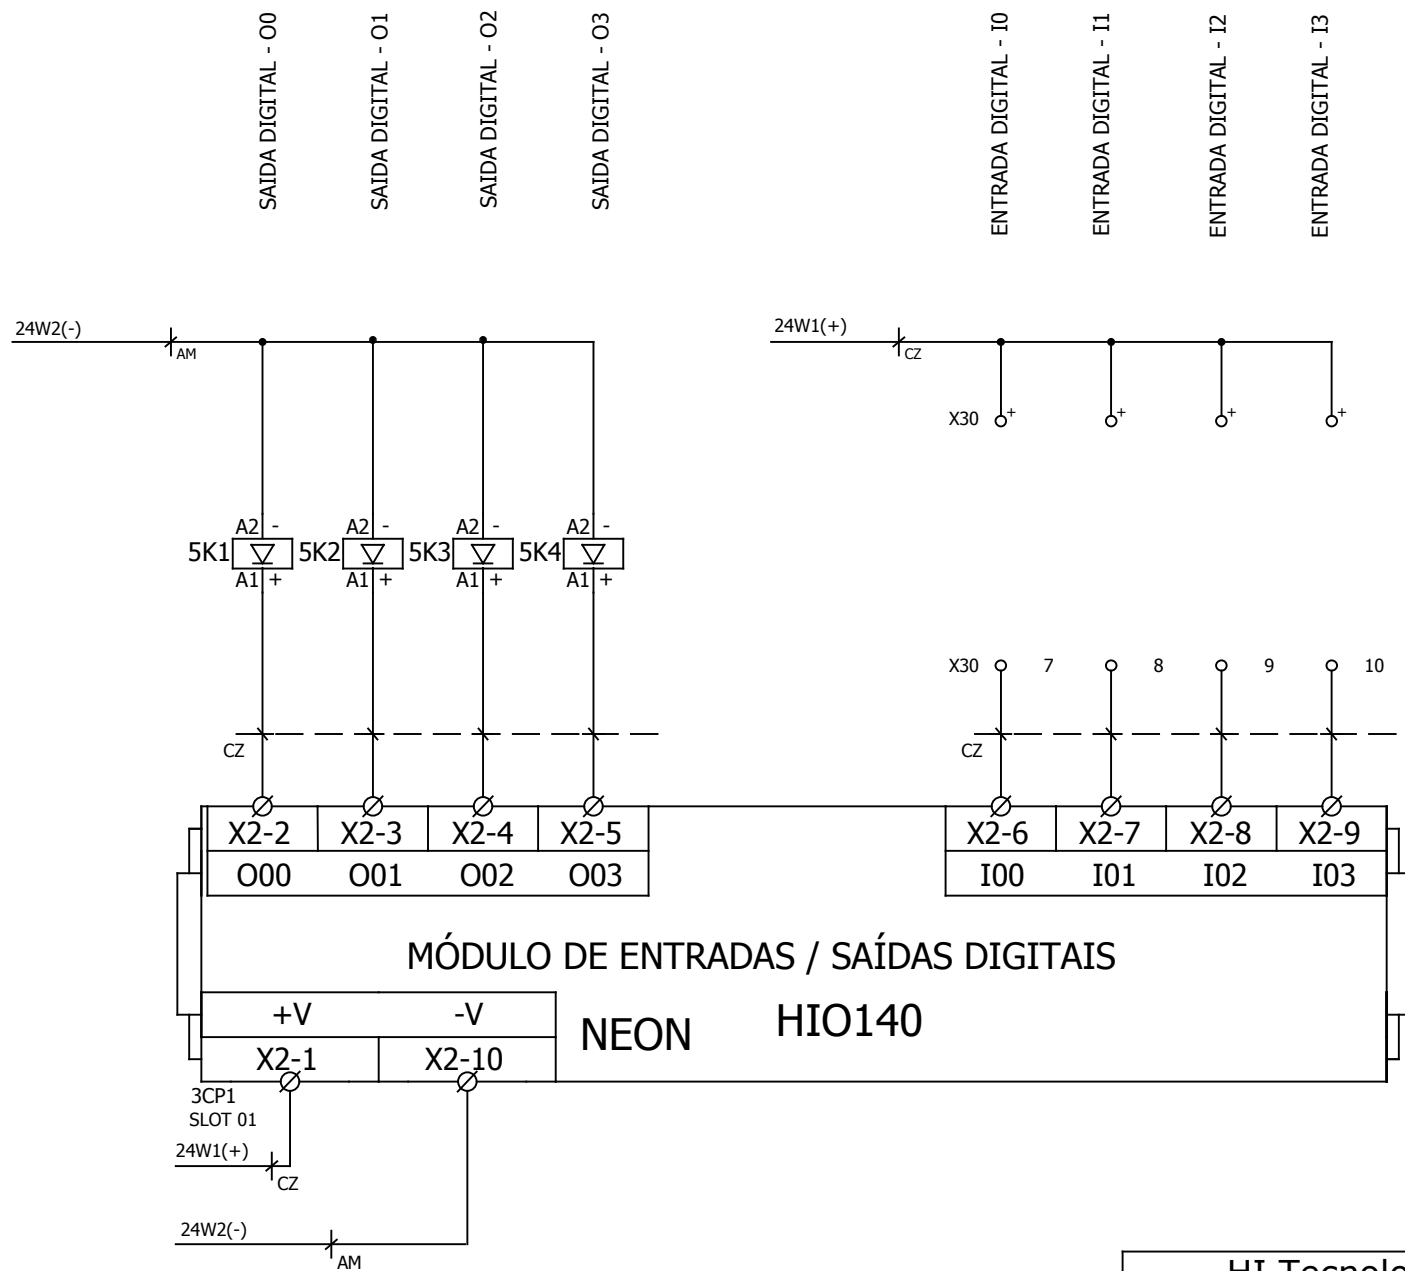 SAIDA DIGITAL - O0
SAIDA DIGITAL - O1
SAIDA DIGITAL - O2
SAIDA DIGITAL - O3
ENTRADA DIGITAL - I0
ENTRADA DIGITAL - I1
ENTRADA DIGITAL - I2
ENTRADA DIGITAL - I3
24W2(-)
AM
24W1(+)
CZ
X30 + + + +
A2 - A2 - A2 - A2 -
5K1 5K2 5K3 5K4
A1 + A1 + A1 + A1 +
X30 7 8 9 10
CZ
CZ
X2-2 X2-3 X2-4 X2-5 X2-6 X2-7 X2-8 X2-9
O00 O01 O02 O03 I00 I01 I02 I03
MÓDULO DE ENTRADAS / SAÍDAS DIGITAIS
+V -V
NEON HIO140
X2-1 X2-10
3CP1
SLOT 01
24W1(+)
CZ
24W2(-)
AM